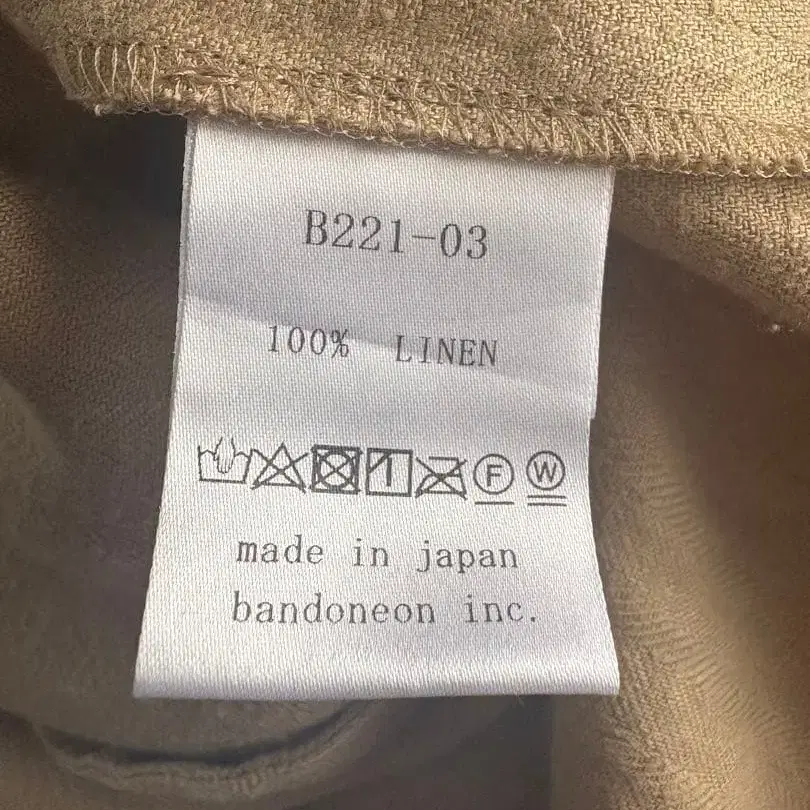 B221-03
100% LINEN
F W
made in japan
bandoneon inc.